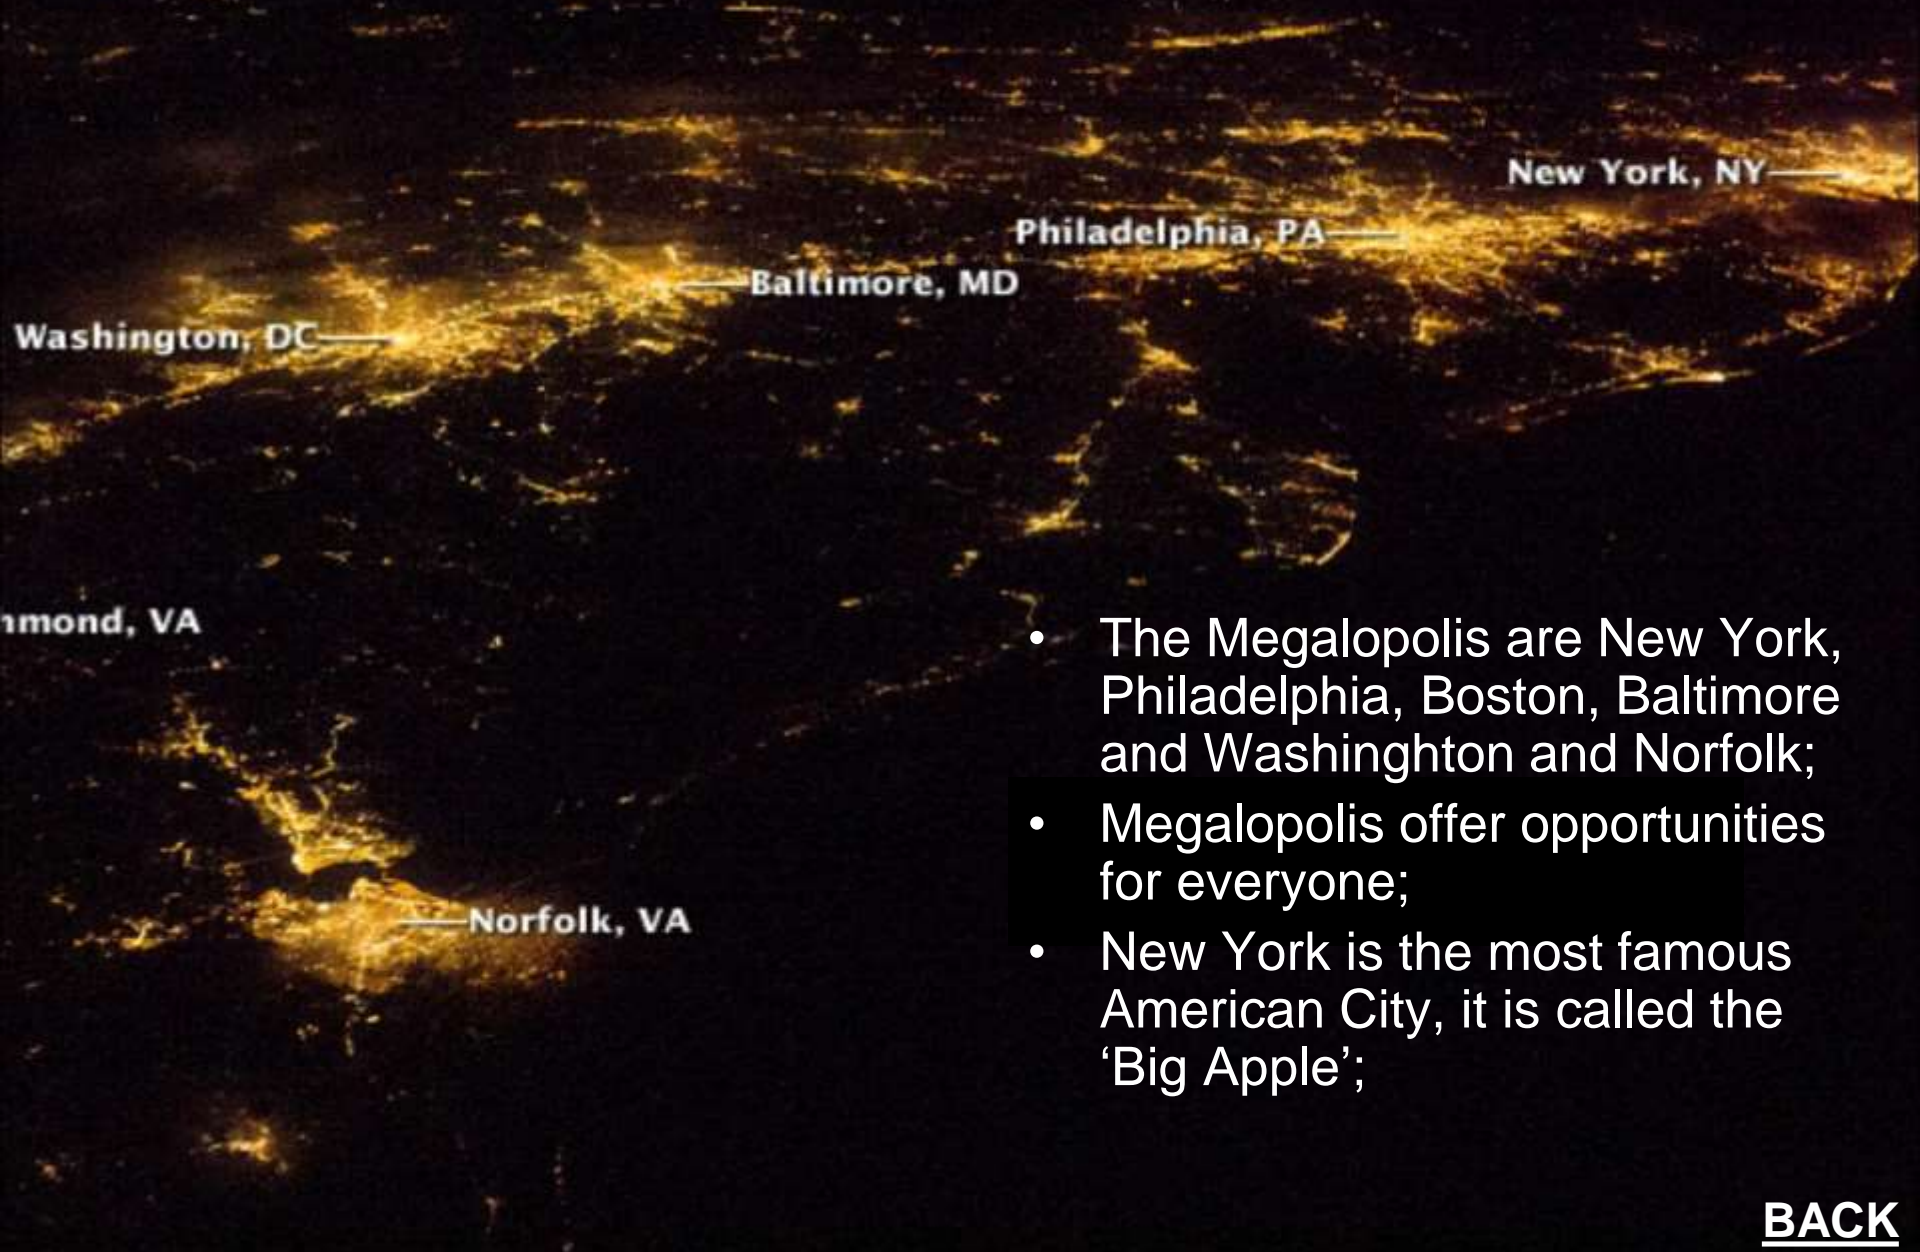 New York, NY
Philadelphia, PA
Baltimore, MD
Washington, DC
mond, VA
• The Megalopolis are New York,
Philadelphia, Boston, Baltimore
and Washinghton and Norfolk;
• Megalopolis offer opportunities
for everyone;
Norfolk, VA
• New York is the most famous
American City, it is called the
‘Big Apple’;
BACK